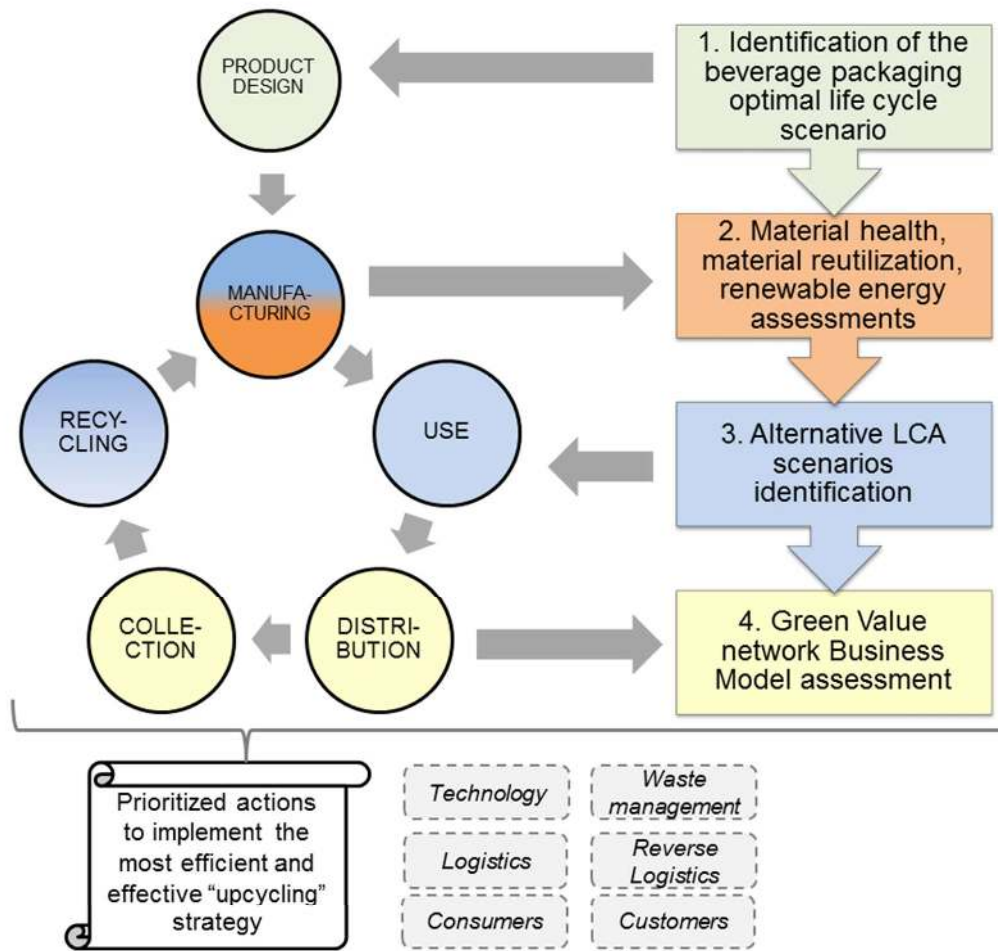 PRODUCT
DESIGN
1. Identification of the
beverage packaging
optimal life cycle
scenario
MANUFA-
CTURING
2. Material health,
material reutilization,
renewable energy
assessments
RECY-
CLING
USE
3. Alternative LCA
scenarios
identification
COLLE-
CTION
DISTRI-
BUTION
4. Green Value
network Business
Model assessment
Prioritized actions
to implement the
most efficient and
effective “upcycling”
strategy
Technology
Waste
management
Logistics
Reverse
Logistics
Consumers
Customers